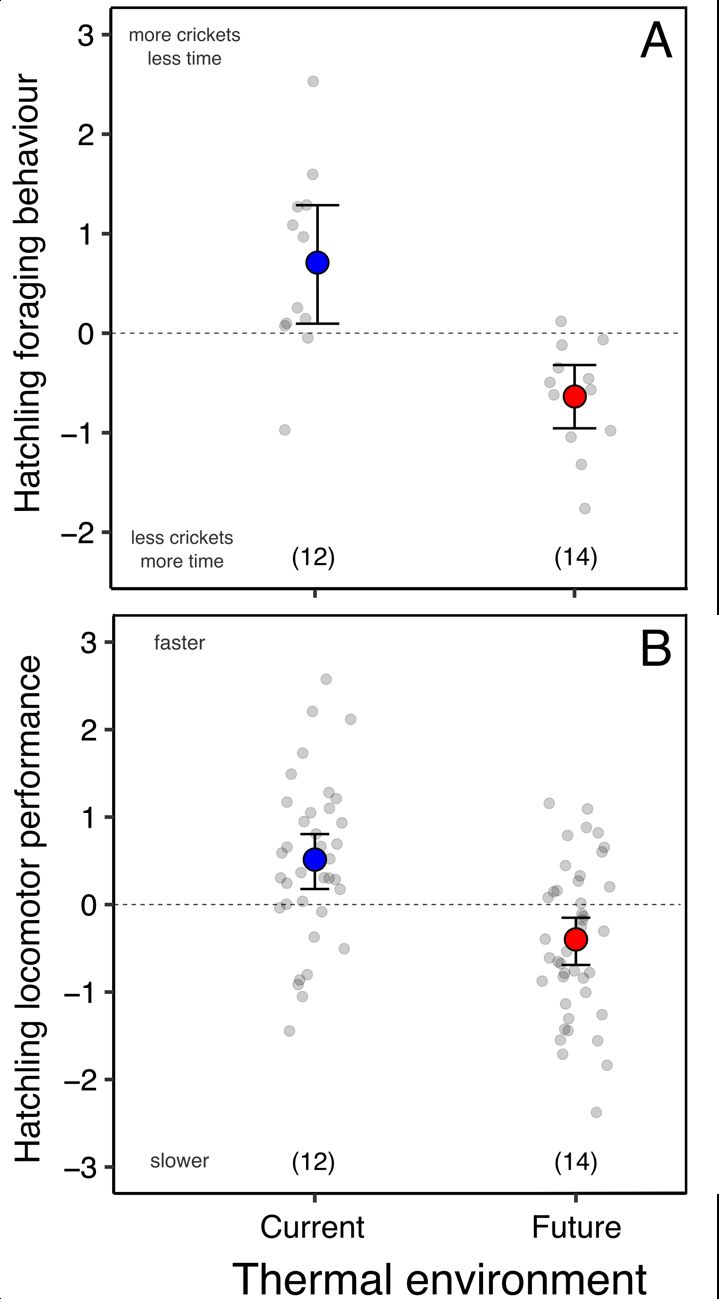 A
more crickets
less time
3
2
1
0
−1
−2
Hatchling foraging behaviour
less crickets
more time
(12)
(14)
B
faster
3
2
1
0
−1
−2
−3
Hatchling locomotor performance
slower
(12)
(14)
Current
Future
Thermal environment